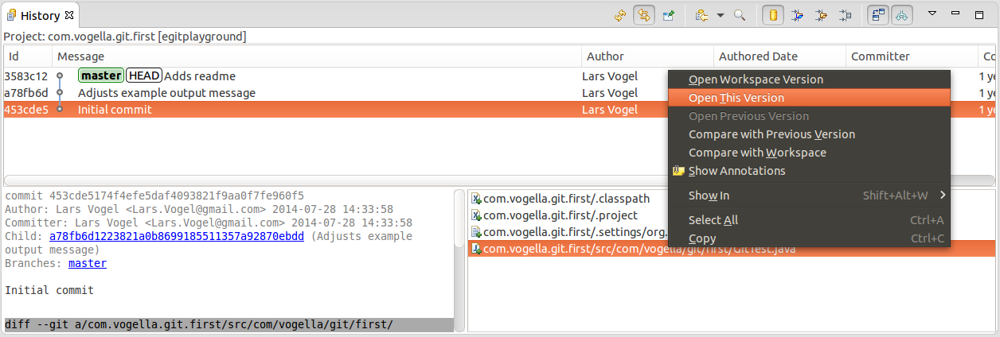 History
Project: com.vogella.git.first [egitplayground]
Id Message Author Authored Date Committer Co
3583c12 master HEAD Adds readme Lars Vogel 1 ye
a78fb6d Adjusts example output message Lars Vogel 1 ye
453cde5 Initial commit Lars Vogel 1 ye
Open Workspace Version
Open This Version
Open Previous Version
Compare with Previous Version
Compare with Workspace
Show Annotations
Show In Shift+Alt+W
Select All Ctrl+A
Copy Ctrl+C
commit 453cde5174f4efe5daf4093821f9aa0f7fe960f5
Author: Lars Vogel <Lars.Vogel@gmail.com> 2014-07-28 14:33:58
Committer: Lars Vogel <Lars.Vogel@gmail.com> 2014-07-28 14:33:58
Child: a78fb6d1223821a0b8699185511357a92870ebdd (Adjusts example
output message)
Branches: master
Initial commit
diff --git a/com.vogella.git.first/src/com/vogella/git/first/
com.vogella.git.first/.classpath
com.vogella.git.first/.project
com.vogella.git.first/.settings/org.
com.vogella.git.first/src/com/vogella/git/first/GitTest.java